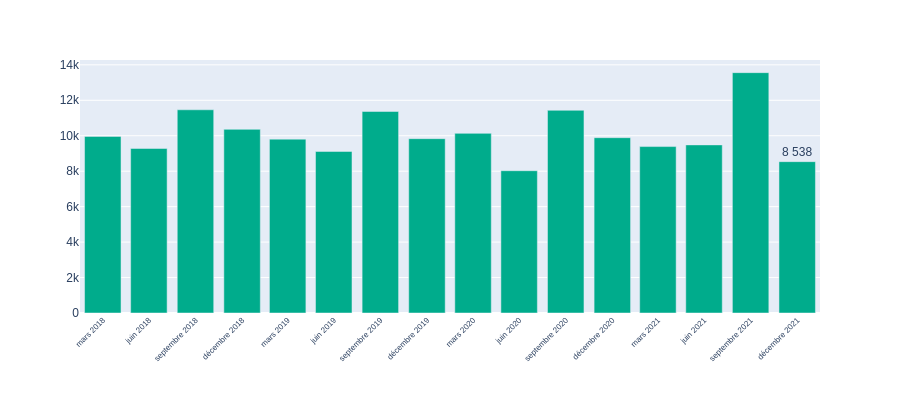 14k
12k
10k
8k
6k
4k
2k
0
8 538
mars 2018
juin 2018
septembre 2018
décembre 2018
mars 2019
juin 2019
septembre 2019
décembre 2019
mars 2020
juin 2020
septembre 2020
décembre 2020
mars 2021
juin 2021
septembre 2021
décembre 2021